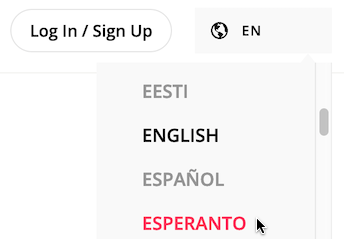 Log In / Sign Up
EN
EESTI
ENGLISH
ESPAÑOL
ESPERANTO